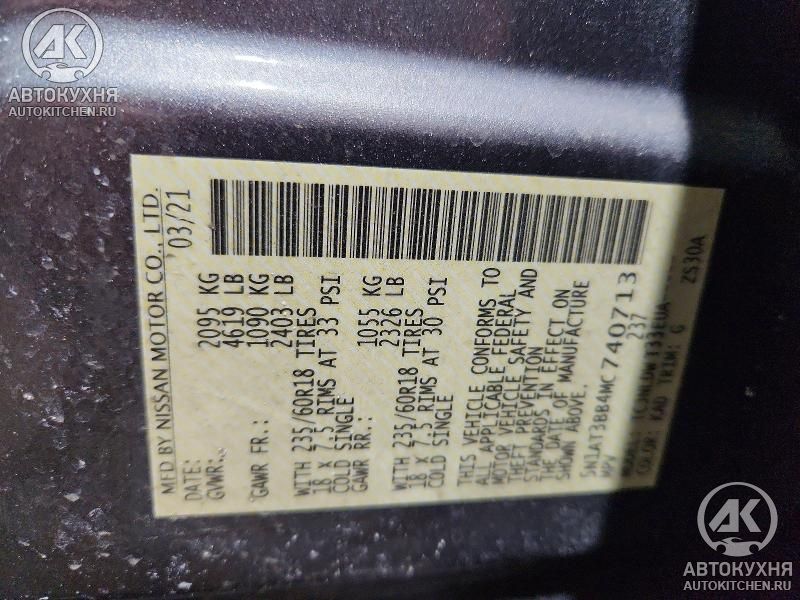 AK
АВТОКУХНЯ
AUTOKITCHEN.RU
MFD BY NISSAN MOTOR CO., LTD.
DATE: 03/21
GVWR: 2095 KG
4619 LB
GAWR FR.: 1090 KG
2403 LB
WITH 235/60R18 TIRES
18 X 7.5 RIMS AT 33 PSI
COLD SINGLE
GAWR RR.: 1055 KG
2326 LB
WITH 235/60R18 TIRES
18 X 7.5 RIMS AT 30 PSI
COLD SINGLE
THIS VEHICLE CONFORMS TO
ALL APPLICABLE FEDERAL
MOTOR VEHICLE SAFETY AND
THEFT PREVENTION
STANDARDS IN EFFECT ON
THE DATE OF MANUFACTURE
SHOWN ABOVE.
5N1AT3BB4MC740713
MPV 237
COLOR: KAD TRIM: G
ZS30A
AK
АВТОКУХНЯ
AUTOKITCHEN.RU